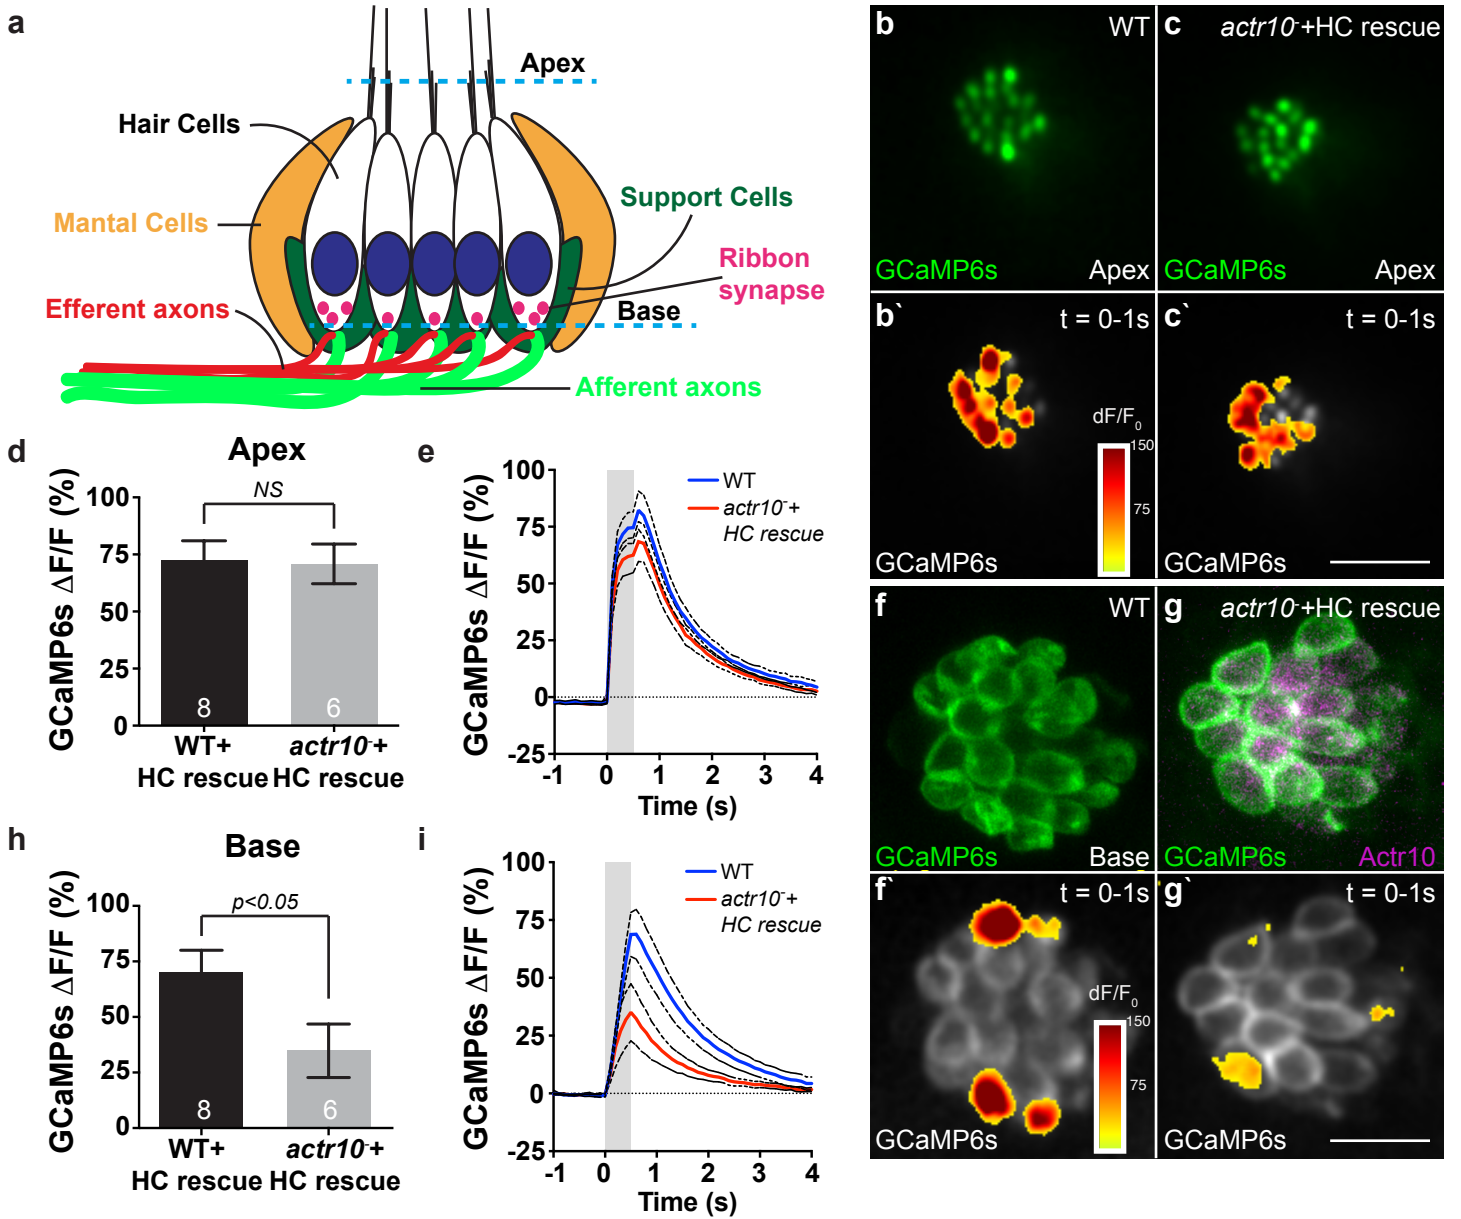 a
Apex
Hair Cells
Support Cells
Mantal Cells
Ribbon
synapse
Efferent axons
Base
Afferent axons
b
WT
GCaMP6s
Apex
c
actr10-+HC rescue
GCaMP6s
Apex
b`
t = 0-1s
dF/F0
150
75
GCaMP6s
c`
t = 0-1s
GCaMP6s
d
Apex
GCaMP6s ΔF/F (%)
100
75
50
25
0
NS
8
6
WT+
HC rescue
actr10-+
HC rescue
e
GCaMP6s ΔF/F (%)
100
75
50
25
0
-25
WT
actr10-+
HC rescue
-1
0
1
2
3
4
Time (s)
f
WT
GCaMP6s
Base
g
actr10-+HC rescue
GCaMP6s
Actr10
f`
t = 0-1s
dF/F0
150
75
GCaMP6s
g`
t = 0-1s
GCaMP6s
h
Base
GCaMP6s ΔF/F (%)
100
75
50
25
0
p<0.05
8
6
WT+
HC rescue
actr10-+
HC rescue
i
GCaMP6s ΔF/F (%)
100
75
50
25
0
-25
WT
actr10-+
HC rescue
-1
0
1
2
3
4
Time (s)